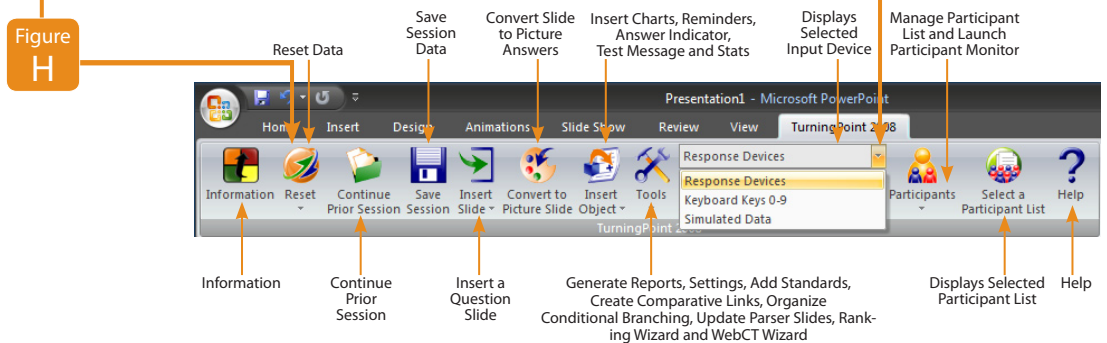 Figure
H
Reset Data
Save
Session
Data
Convert Slide
to Picture
Answers
Insert Charts, Reminders,
Answer Indicator,
Test Message and Stats
Displays
Selected
Input Device
Manage Participant
List and Launch
Participant Monitor
Presentation1 - Microsoft PowerPoint
Home Insert Design Animations Slide Show Review View TurningPoint 2008
Information
Reset
Continue
Prior Session
Save
Session
Insert
Slide
Convert to
Picture Slide
Insert
Object
Tools
Response Devices
Response Devices
Keyboard Keys 0-9
Simulated Data
Participants
Select a
Participant List
Help
TurningPoint 2008
Information
Continue
Prior
Session
Insert a
Question
Slide
Generate Reports, Settings, Add Standards,
Create Comparative Links, Organize
Conditional Branching, Update Parser Slides, Rank-
ing Wizard and WebCT Wizard
Displays Selected
Participant List
Help